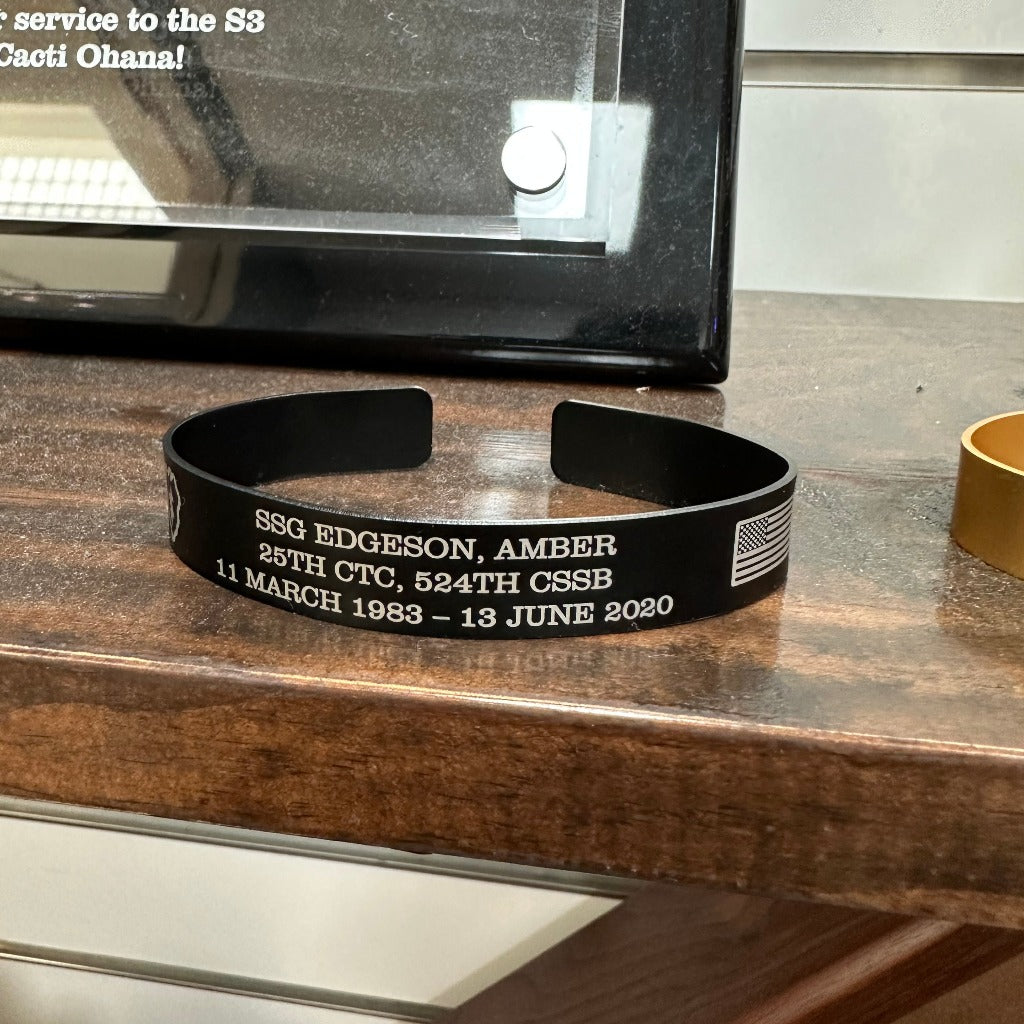 service to the S3
Cacti Ohana!
SSG EDGESON, AMBER
25TH CTC, 524TH CSSB
11 MARCH 1983 – 13 JUNE 2020